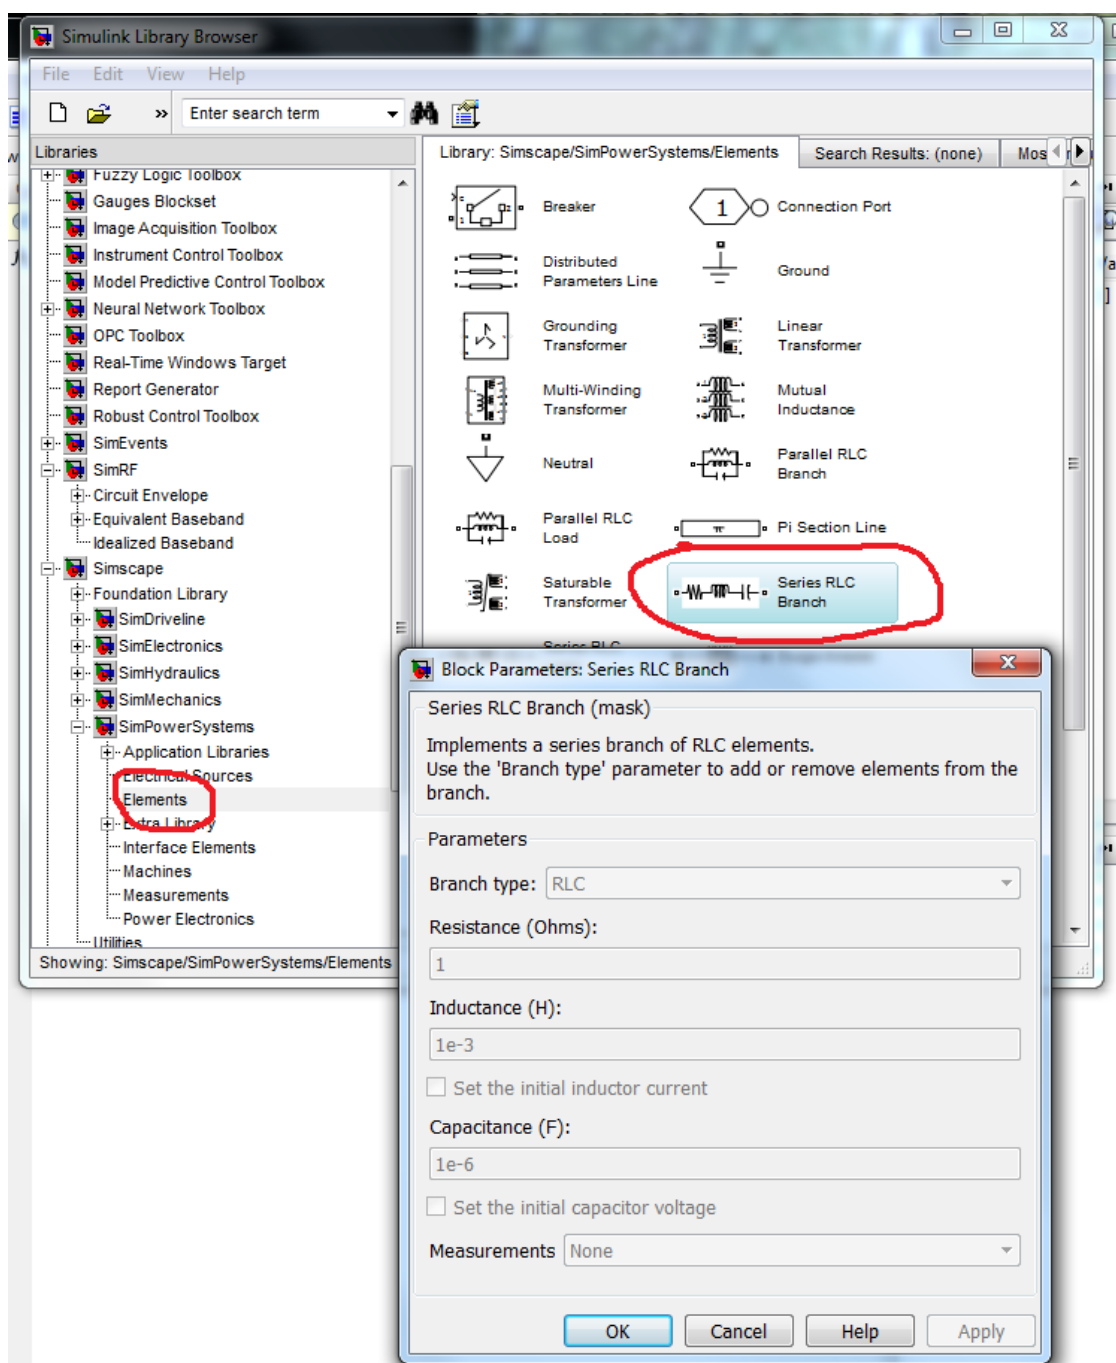 Simulink Library Browser
File Edit View Help
» Enter search term
Libraries
Library: Simscape/SimPowerSystems/Elements
Search Results: (none)
Mos
Fuzzy Logic Toolbox
Gauges Blockset
Image Acquisition Toolbox
Instrument Control Toolbox
Model Predictive Control Toolbox
Neural Network Toolbox
OPC Toolbox
Real-Time Windows Target
Report Generator
Robust Control Toolbox
SimEvents
SimRF
Circuit Envelope
Equivalent Baseband
Idealized Baseband
Simscape
Foundation Library
SimDriveline
SimElectronics
SimHydraulics
SimMechanics
SimPowerSystems
Application Libraries
Electrical Sources
Elements
Extra Library
Interface Elements
Machines
Measurements
Power Electronics
Utilities
Showing: Simscape/SimPowerSystems/Elements
Breaker
1
Connection Port
Distributed
Parameters Line
Ground
Grounding
Transformer
Linear
Transformer
Multi-Winding
Transformer
Mutual
Inductance
Neutral
Parallel RLC
Branch
Parallel RLC
Load
Pi Section Line
Saturable
Transformer
Series RLC
Branch
Series RLC
Block Parameters: Series RLC Branch
Series RLC Branch (mask)
Implements a series branch of RLC elements.
Use the 'Branch type' parameter to add or remove elements from the
branch.
Parameters
Branch type: RLC
Resistance (Ohms):
1
Inductance (H):
1e-3
Set the initial inductor current
Capacitance (F):
1e-6
Set the initial capacitor voltage
Measurements None
OK Cancel Help Apply